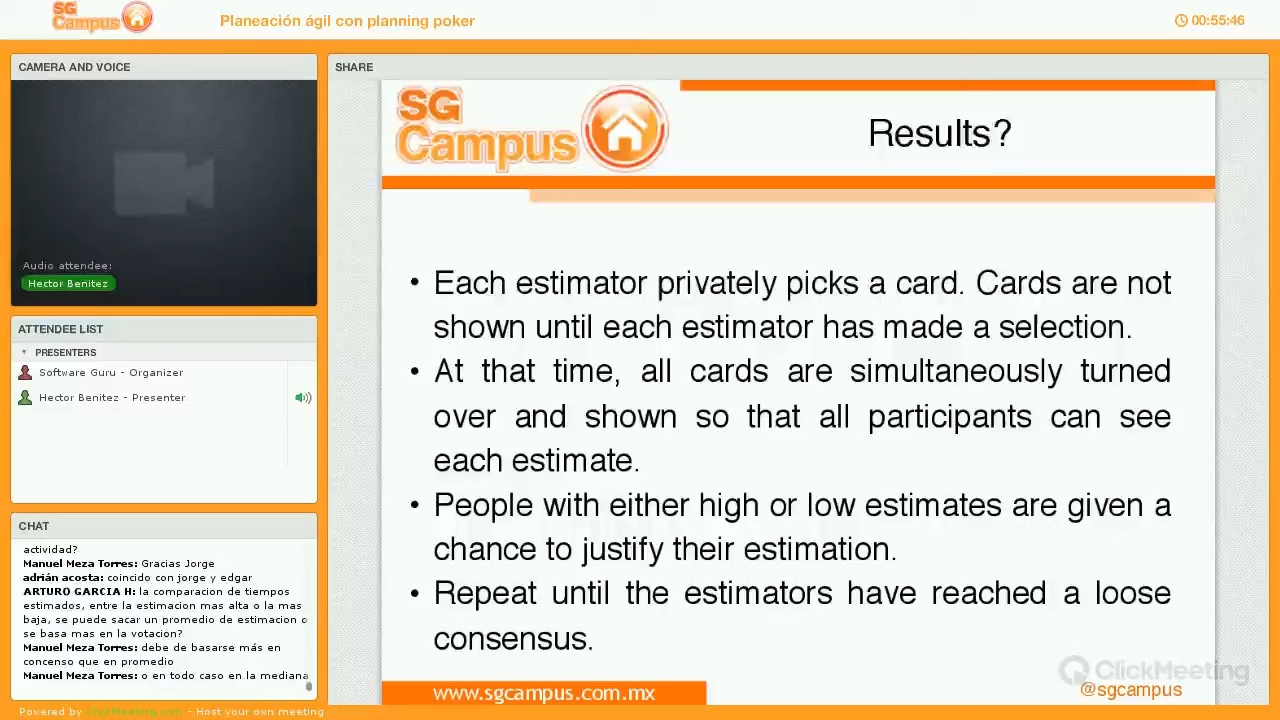 SG
Campus
Planeación ágil con planning poker
00:55:46
CAMERA AND VOICE
Audio attendee:
Hector Benitez
ATTENDEE LIST
PRESENTERS
Software Guru - Organizer
Hector Benitez - Presenter
CHAT
actividad?
Manuel Meza Torres: Gracias Jorge
adrián acosta: coincido con jorge y edgar
ARTURO GARCIA H: la comparacion de tiempos
estimados, entre la estimacion mas alta o la mas
baja, se puede sacar un promedio de estimacion o
se basa mas en la votacion?
Manuel Meza Torres: debe de basarse más en
concenso que en promedio
Manuel Meza Torres: o en todo caso en la mediana
SHARE
SG
Campus
Results?
• Each estimator privately picks a card. Cards are not
shown until each estimator has made a selection.
• At that time, all cards are simultaneously turned
over and shown so that all participants can see
each estimate.
• People with either high or low estimates are given a
chance to justify their estimation.
• Repeat until the estimators have reached a loose
consensus.
ClickMeeting
www.sgcampus.com.mx
@sgcampus
Powered by ClickMeeting.com - Host your own meeting